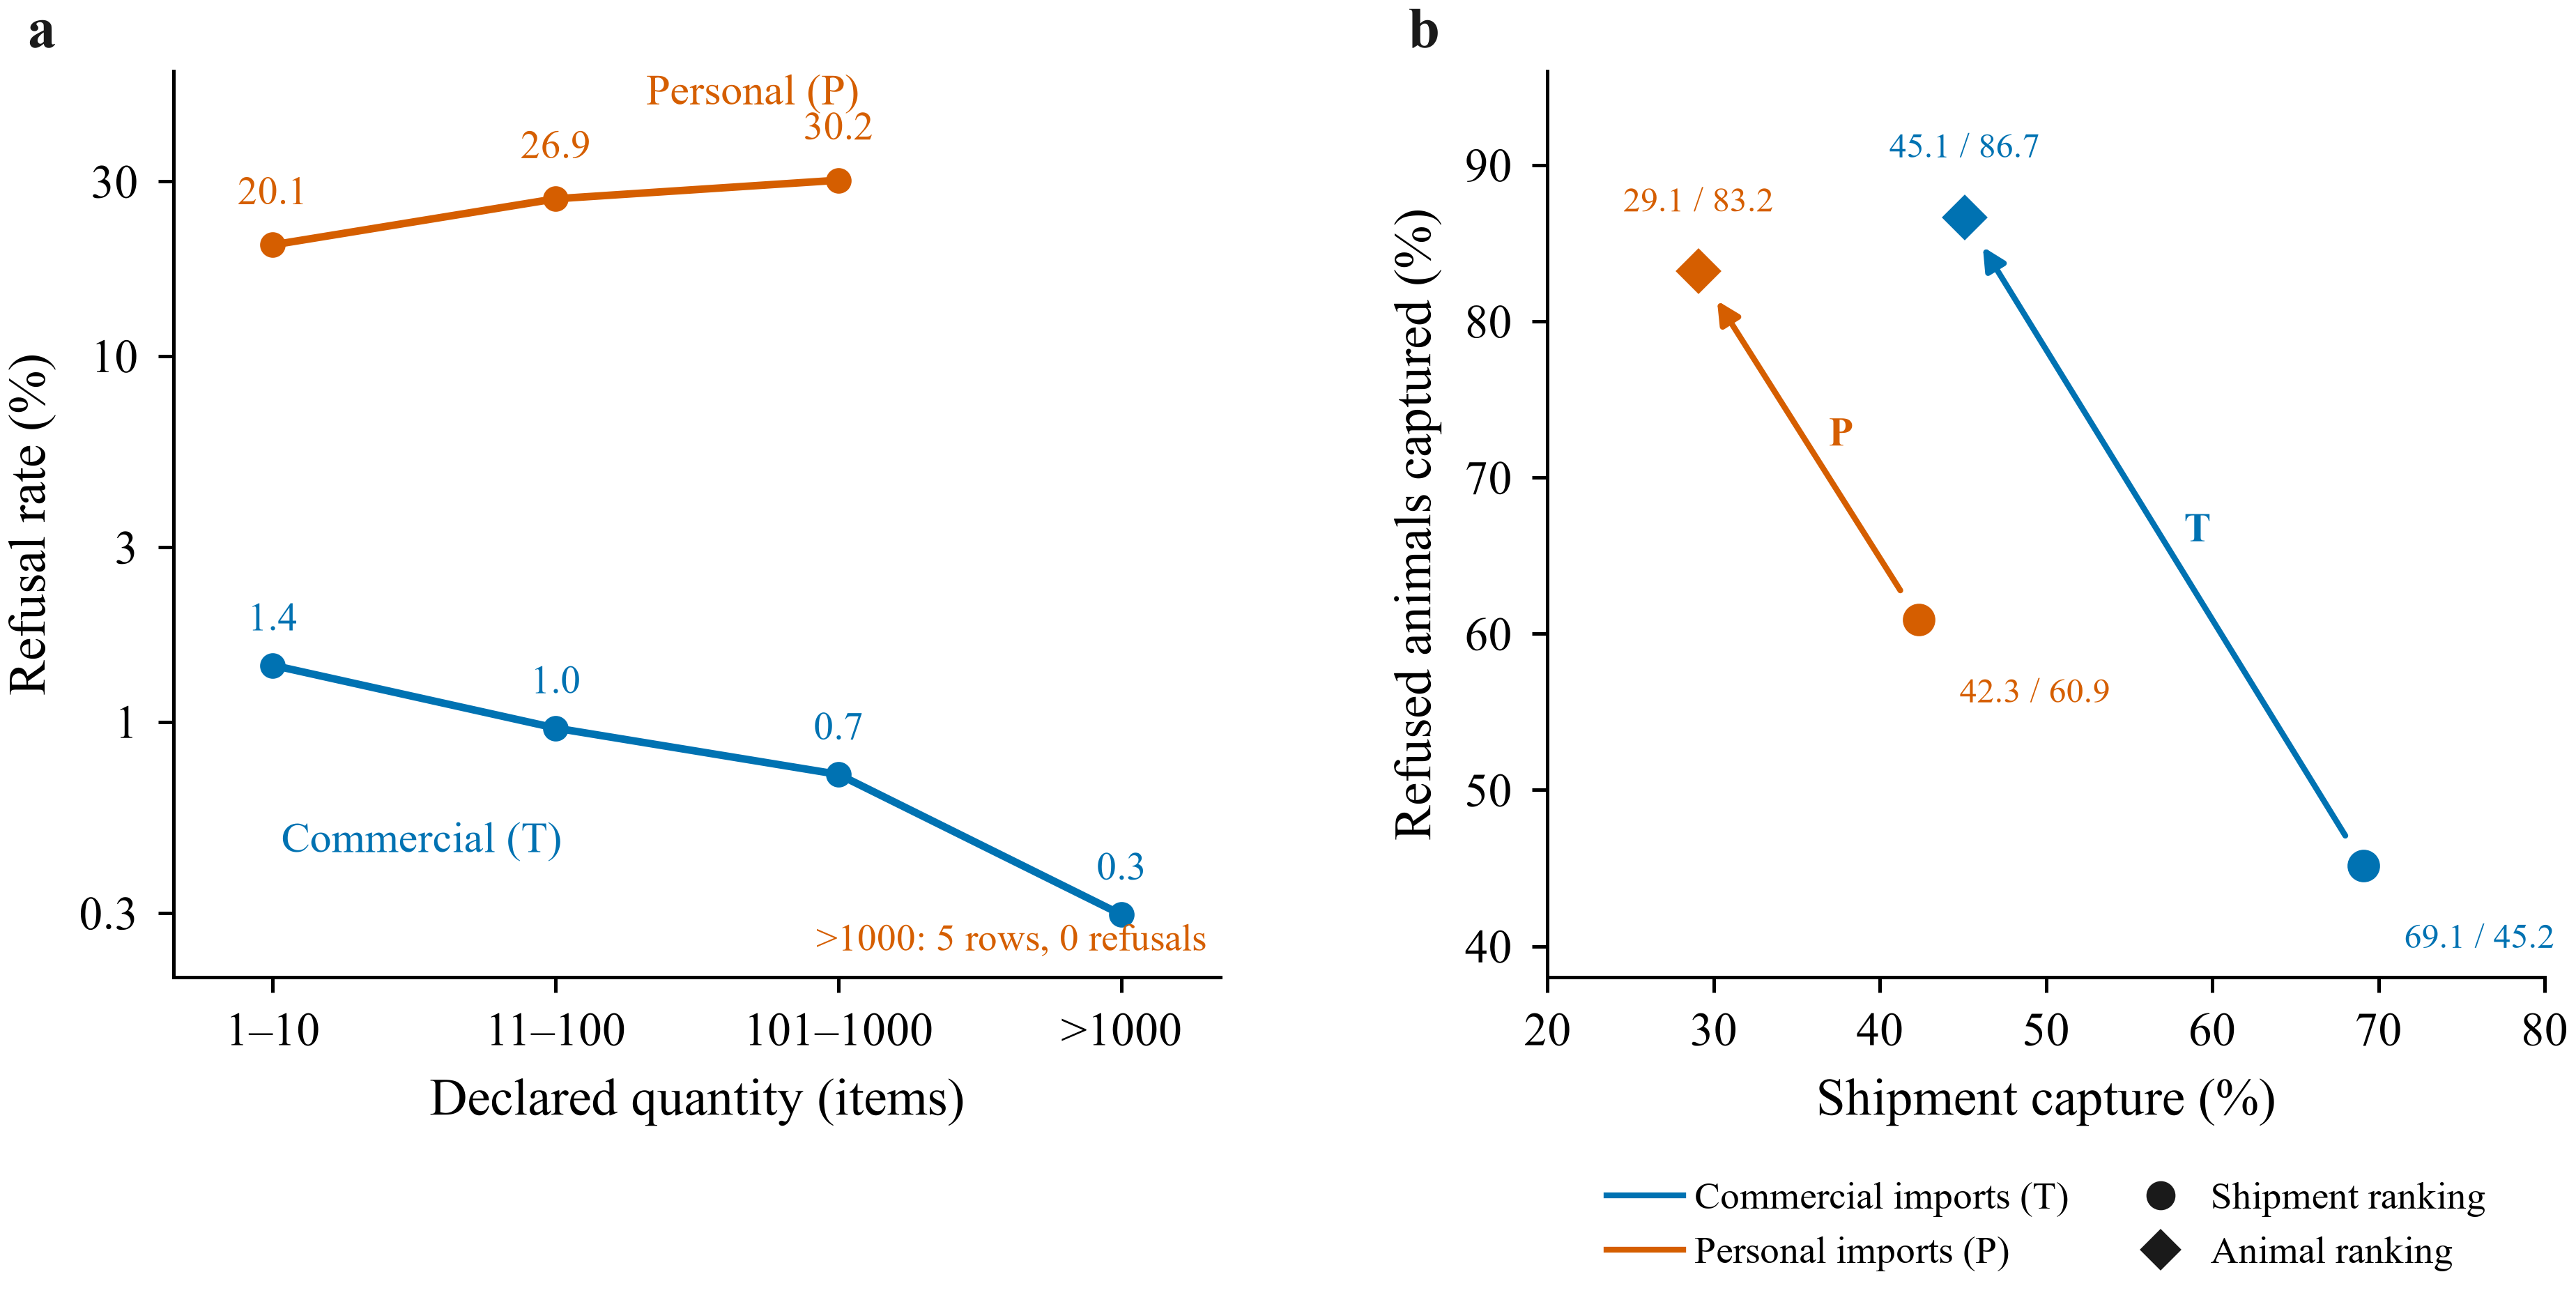 a
Personal (P)
30.2
26.9
20.1
30
10
3
1
0.3
Refusal rate (%)
1.4
1.0
0.7
0.3
Commercial (T)
>1000: 5 rows, 0 refusals
1–10
11–100
101–1000
>1000
Declared quantity (items)
b
90
80
70
60
50
40
Refused animals captured (%)
45.1 / 86.7
29.1 / 83.2
P
T
42.3 / 60.9
69.1 / 45.2
20
30
40
50
60
70
80
Shipment capture (%)
Commercial imports (T)
Personal imports (P)
Shipment ranking
Animal ranking